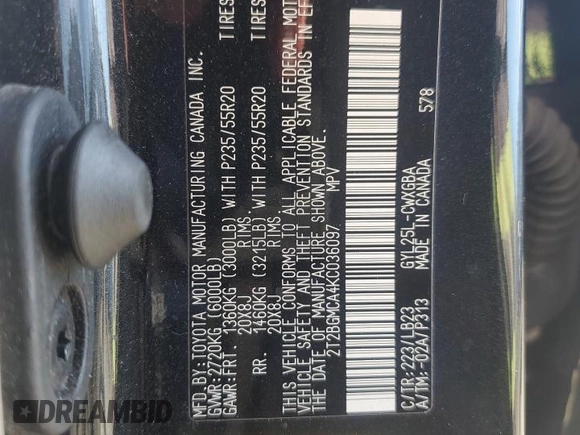 MFD.BY:TOYOTA MOTOR MANUFACTURING CANADA INC.
GVWR:2720KG (6000LB)
GAWR:FRT. 1360KG (3000LB) WITH P235/55R20 TIRES
20X8J RIMS,
RR. (3215LB) WITH P235/55R20 TIRES
20X8J RIMS,
THIS VEHICLE CONFORMS TO ALL APPLICABLE FEDERAL MOT
VEHICLE SAFETY AND THEFT PREVENTION STANDARDS IN EF
THE DATE OF MANUFACTURE SHOWN ABOVE.
2T2BGMCA4KC036097 MPV
C/TR:223/LB23 GYL25L-CWXGBA
A/TM:-02A/P313 MADE IN CANADA 578
DREAMBID